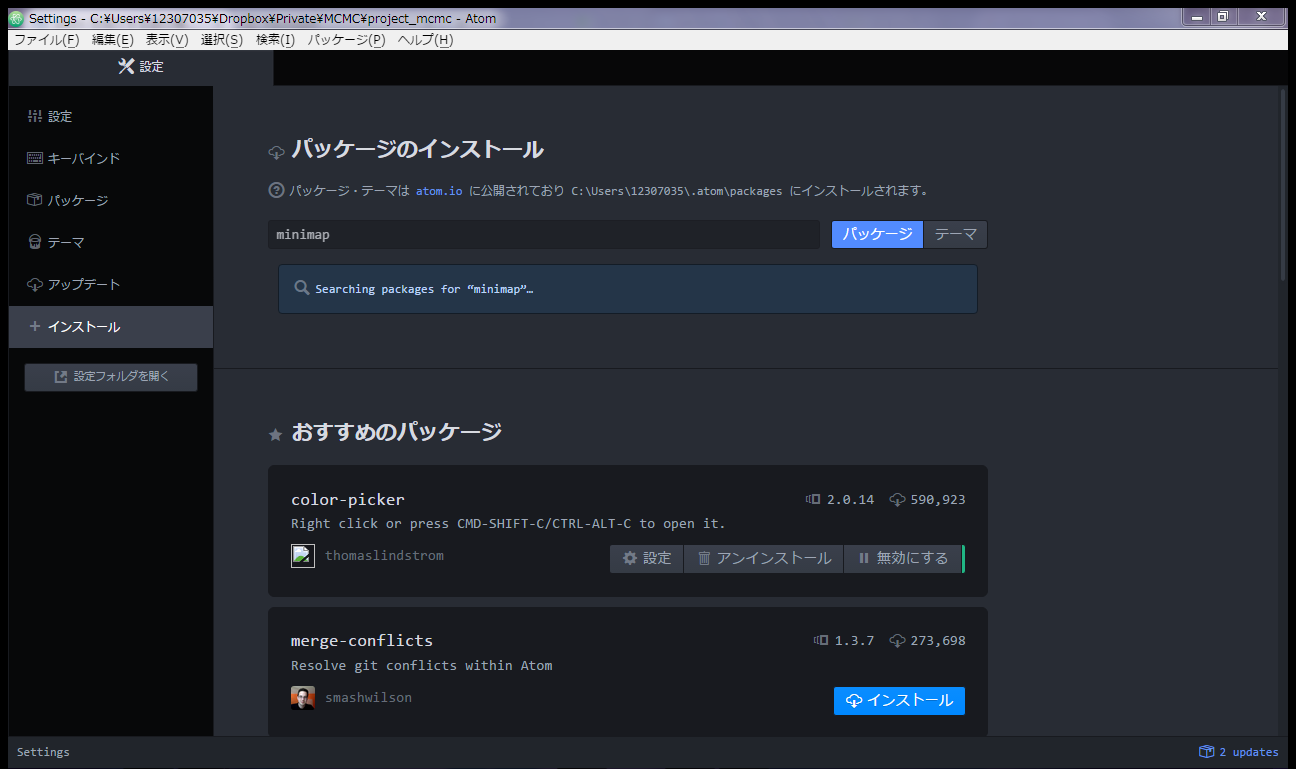 Settings - C:¥Users¥12307035¥Dropbox¥Private¥MCMC¥project_mcmc - Atom
ファイル(F) 編集(E) 表示(V) 選択(S) 検索(I) パッケージ(P) ヘルプ(H)
設定
設定
キーバインド
パッケージ
テーマ
アップデート
インストール
設定フォルダを開く
パッケージのインストール
パッケージ・テーマは atom.io に公開されており C:\Users\12307035\.atom\packages にインストールされます。
minimap
パッケージ テーマ
Searching packages for “minimap”…
おすすめのパッケージ
color-picker 2.0.14 590,923
Right click or press CMD-SHIFT-C/CTRL-ALT-C to open it.
thomaslindstrom 設定 アンインストール 無効にする
merge-conflicts 1.3.7 273,698
Resolve git conflicts within Atom
smashwilson インストール
Settings 2 updates